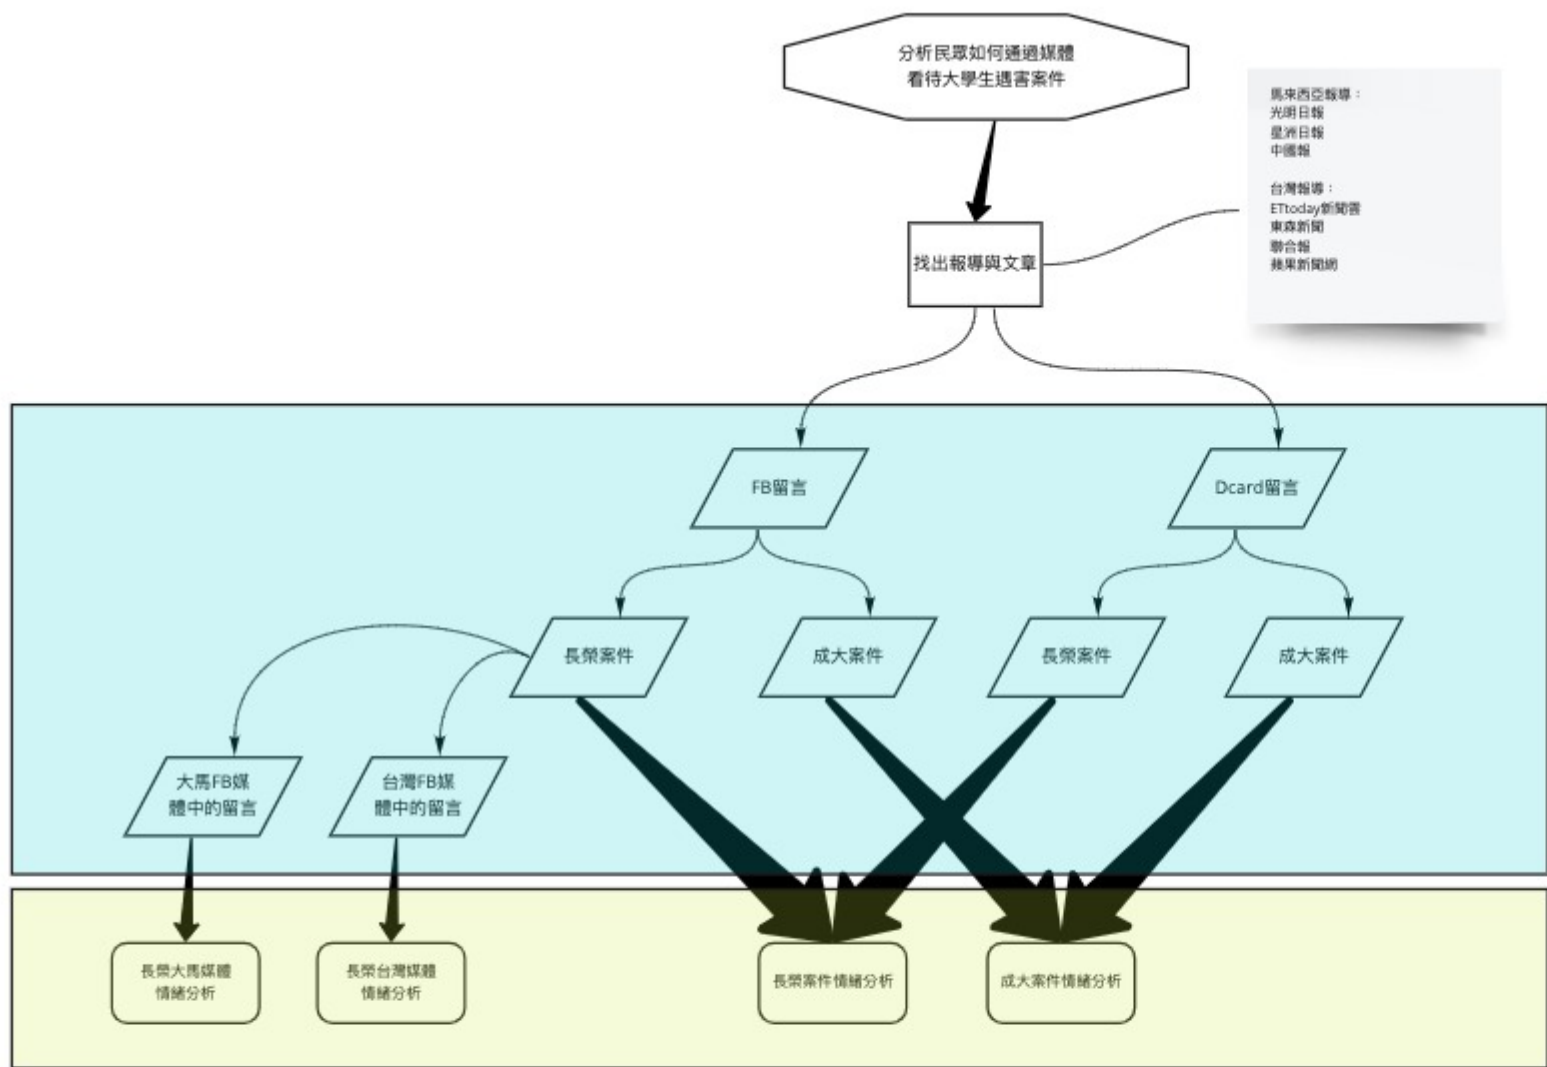 分析民眾如何通過媒體
看待大學生遇害案件
馬來西亞報導：
光明日報
星洲日報
中國報
台灣報導：
ETtoday新聞雲
東森新聞
聯合報
蘋果新聞網
找出報導與文章
FB留言
Dcard留言
長榮案件
成大案件
長榮案件
成大案件
大馬FB媒
體中的留言
台灣FB媒
體中的留言
長榮大馬媒體
情緒分析
長榮台灣媒體
情緒分析
長榮案件情緒分析
成大案件情緒分析